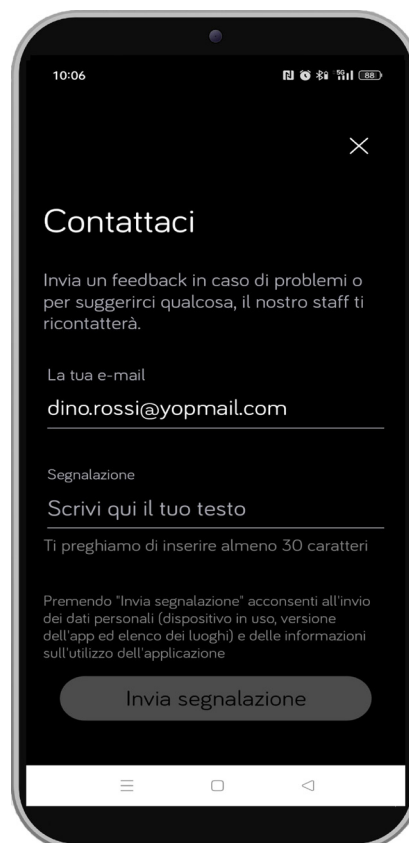 10:06
5G
88
Contattaci
Invia un feedback in caso di problemi o
per suggerirci qualcosa, il nostro staff ti
ricontatterà.
La tua e-mail
dino.rossi@yopmail.com
Segnalazione
Scrivi qui il tuo testo
Ti preghiamo di inserire almeno 30 caratteri
Premendo "Invia segnalazione" acconsenti all'invio
dei dati personali (dispositivo in uso, versione
dell'app ed elenco dei luoghi) e delle informazioni
sull'utilizzo dell'applicazione
Invia segnalazione